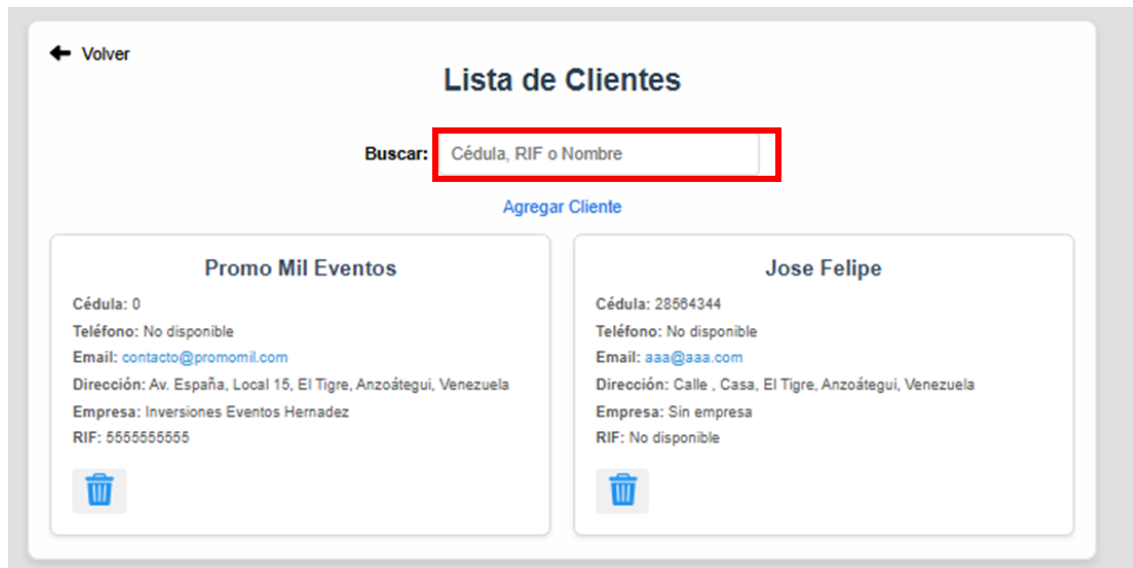 Volver
Lista de Clientes
Buscar: Cédula, RIF o Nombre
Agregar Cliente
Promo Mil Eventos
Cédula: 0
Teléfono: No disponible
Email: contacto@promomil.com
Dirección: Av. España, Local 15, El Tigre, Anzoátegui, Venezuela
Empresa: Inversiones Eventos Hernadez
RIF: 5555555555
Jose Felipe
Cédula: 28564344
Teléfono: No disponible
Email: aaa@aaa.com
Dirección: Calle , Casa, El Tigre, Anzoátegui, Venezuela
Empresa: Sin empresa
RIF: No disponible